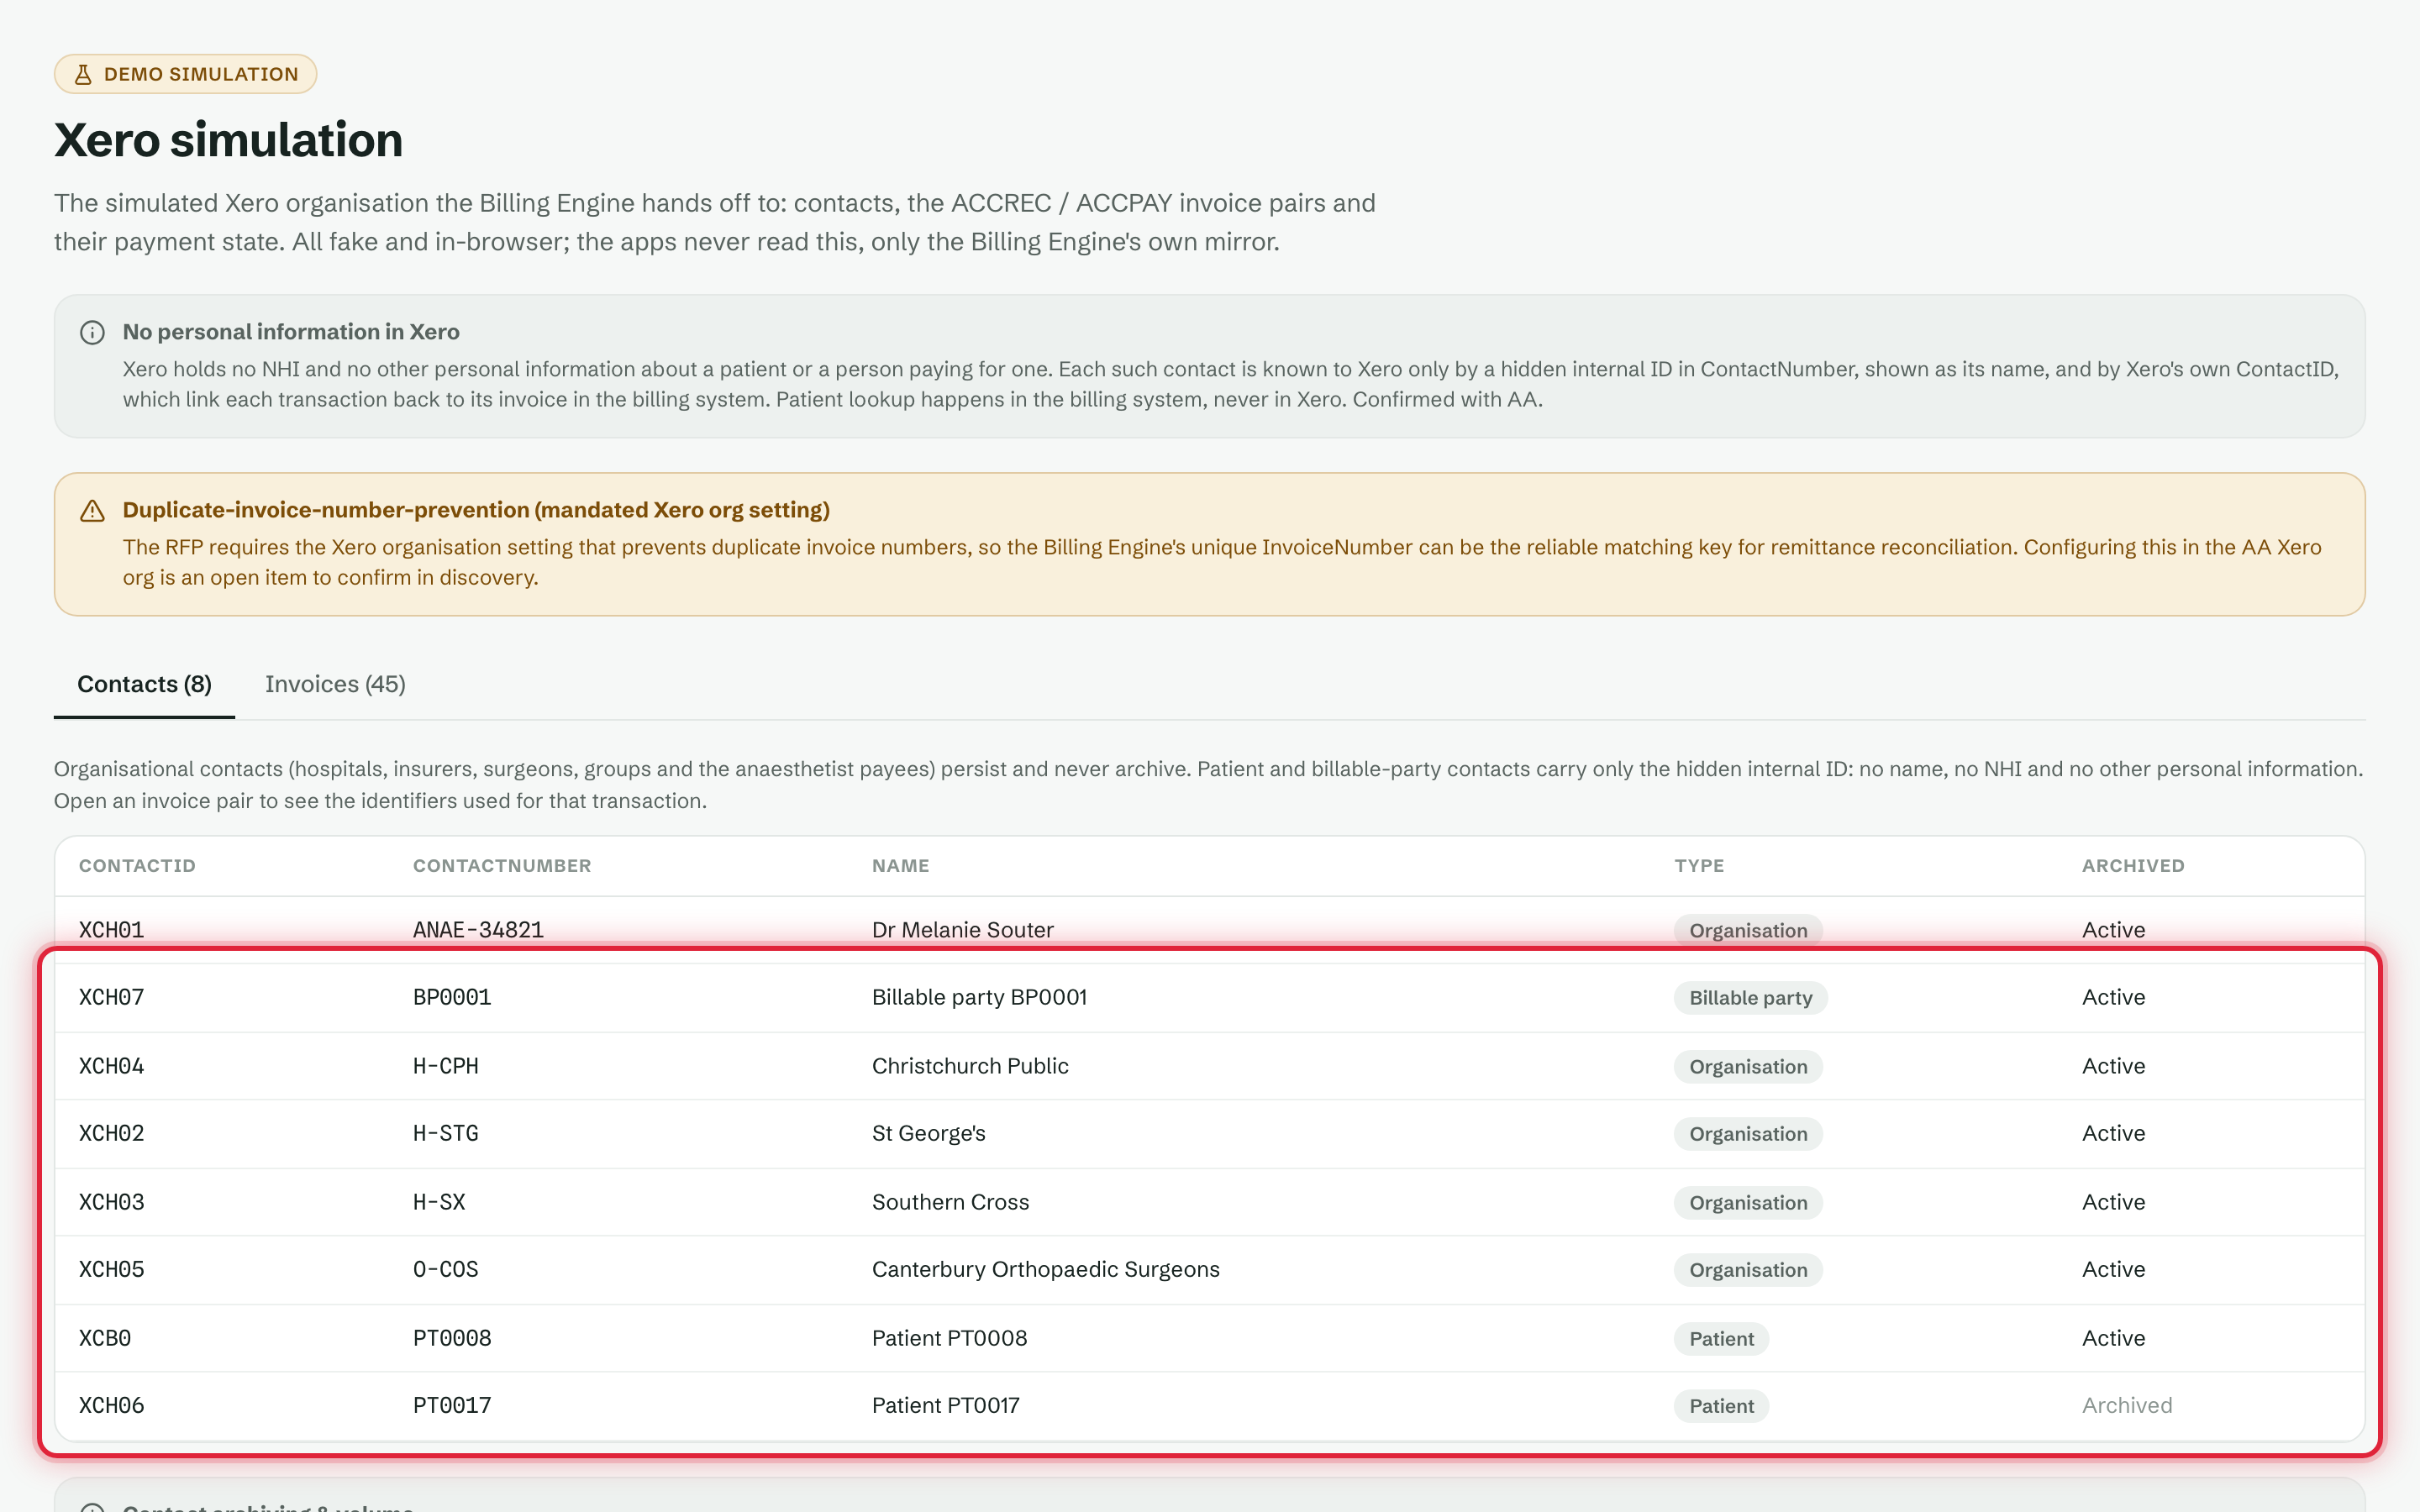 DEMO SIMULATION
Xero simulation
The simulated Xero organisation the Billing Engine hands off to: contacts, the ACCREC / ACCPAY invoice pairs and
their payment state. All fake and in-browser; the apps never read this, only the Billing Engine's own mirror.
No personal information in Xero
Xero holds no NHI and no other personal information about a patient or a person paying for one. Each such contact is known to Xero only by a hidden internal ID in ContactNumber, shown as its name, and by Xero's own ContactID,
which link each transaction back to its invoice in the billing system. Patient lookup happens in the billing system, never in Xero. Confirmed with AA.
Duplicate-invoice-number-prevention (mandated Xero org setting)
The RFP requires the Xero organisation setting that prevents duplicate invoice numbers, so the Billing Engine's unique InvoiceNumber can be the reliable matching key for remittance reconciliation. Configuring this in the AA Xero
org is an open item to confirm in discovery.
Contacts (8) Invoices (45)
Organisational contacts (hospitals, insurers, surgeons, groups and the anaesthetist payees) persist and never archive. Patient and billable-party contacts carry only the hidden internal ID: no name, no NHI and no other personal information.
Open an invoice pair to see the identifiers used for that transaction.
CONTACTID CONTACTNUMBER NAME TYPE ARCHIVED
XCH01 ANAE-34821 Dr Melanie Souter Organisation Active
XCH07 BP0001 Billable party BP0001 Billable party Active
XCH04 H-CPH Christchurch Public Organisation Active
XCH02 H-STG St George's Organisation Active
XCH03 H-SX Southern Cross Organisation Active
XCH05 O-COS Canterbury Orthopaedic Surgeons Organisation Active
XCB0 PT0008 Patient PT0008 Patient Active
XCH06 PT0017 Patient PT0017 Patient Archived
Contact archiving & volume